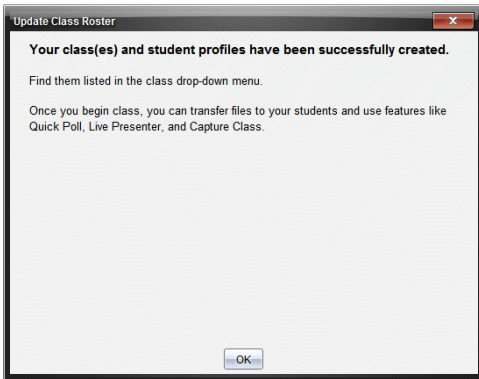 Update Class Roster
Your class(es) and student profiles have been successfully created.
Find them listed in the class drop-down menu.
Once you begin class, you can transfer files to your students and use features like
Quick Poll, Live Presenter, and Capture Class.
OK